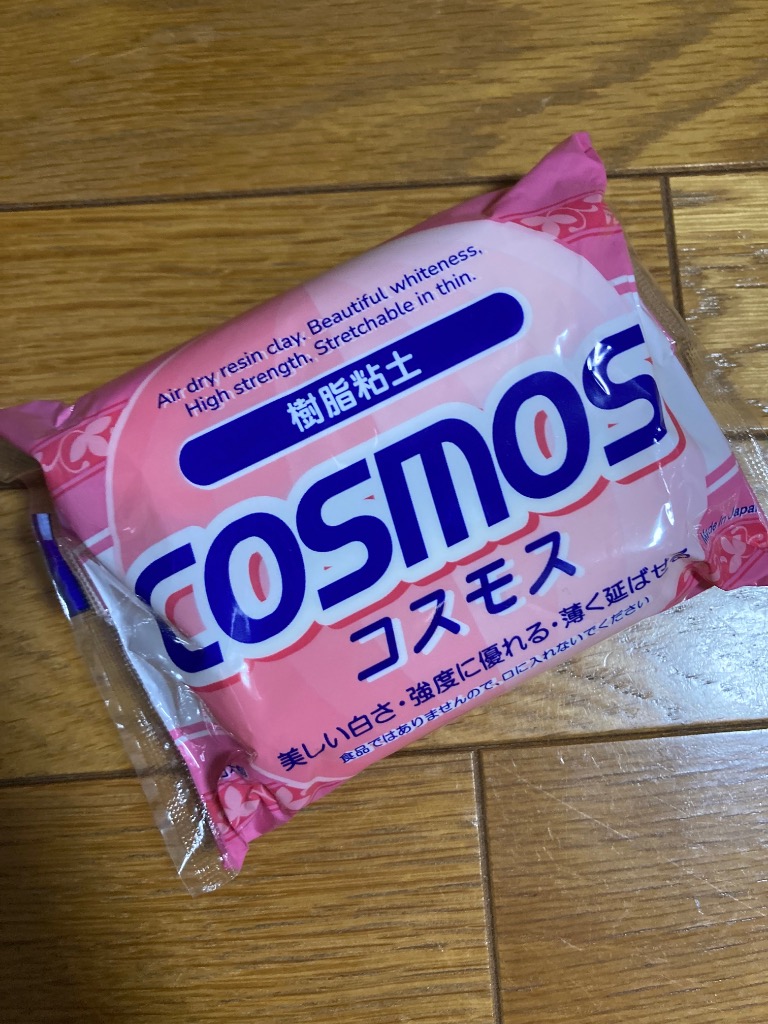 Air dry resin clay. Beautiful whiteness,
High strength. Stretchable in thin.
樹脂粘土
COSMOS
コスモス
美しい白さ・強度に優れる・薄く延ばせる
食品ではありませんので、口に入れないでください
Made in Japan